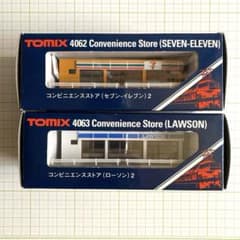 TOMIX 4062 Convenience Store (SEVEN-ELEVEN)
コンビニエンスストア (セブン-イレブン) 2
TOMIX 4063 Convenience Store (LAWSON)
コンビニエンスストア (ローソン) 2